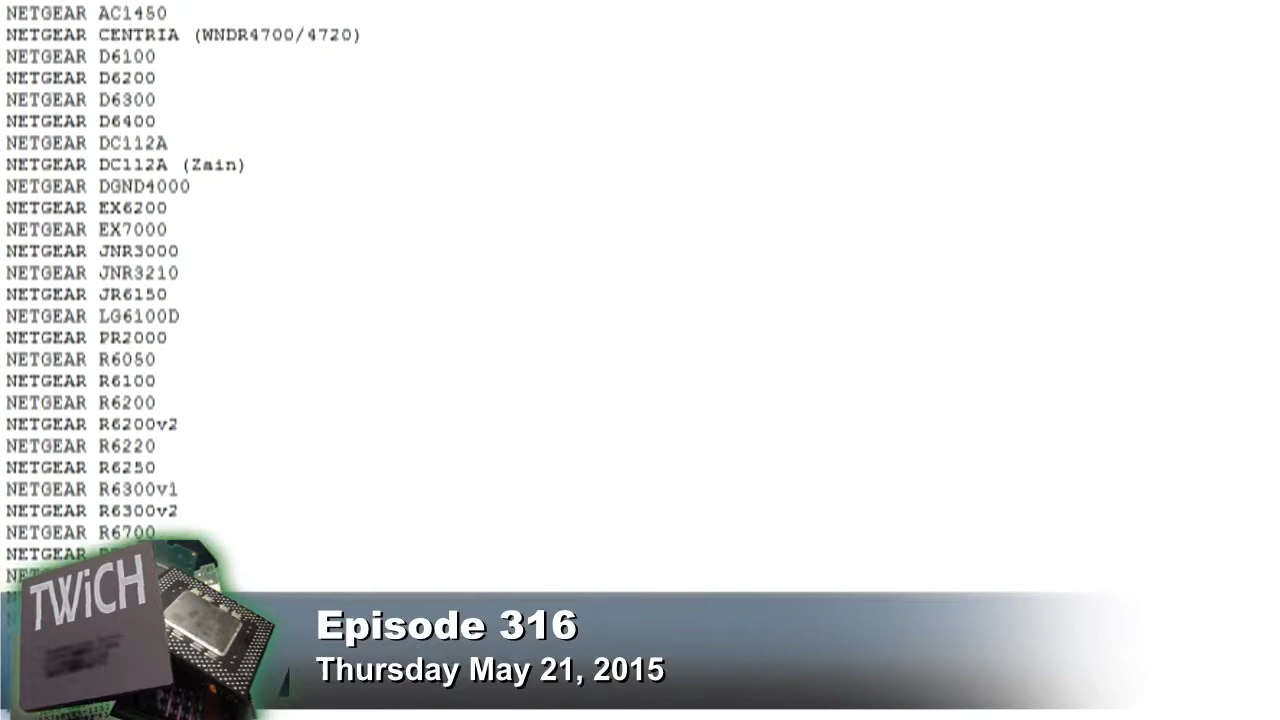 NETGEAR AC1450
NETGEAR CENTRIA (WNDR4700/4720)
NETGEAR D6100
NETGEAR D6200
NETGEAR D6300
NETGEAR D6400
NETGEAR DC112A
NETGEAR DC112A (Zain)
NETGEAR DGND4000
NETGEAR EX6200
NETGEAR EX7000
NETGEAR JNR3000
NETGEAR JNR3210
NETGEAR JR6150
NETGEAR LG6100D
NETGEAR PR2000
NETGEAR R6050
NETGEAR R6100
NETGEAR R6200
NETGEAR R6200v2
NETGEAR R6220
NETGEAR R6250
NETGEAR R6300v1
NETGEAR R6300v2
NETGEAR R6700
NETGEAR
TWiCH
Episode 316
Thursday May 21, 2015